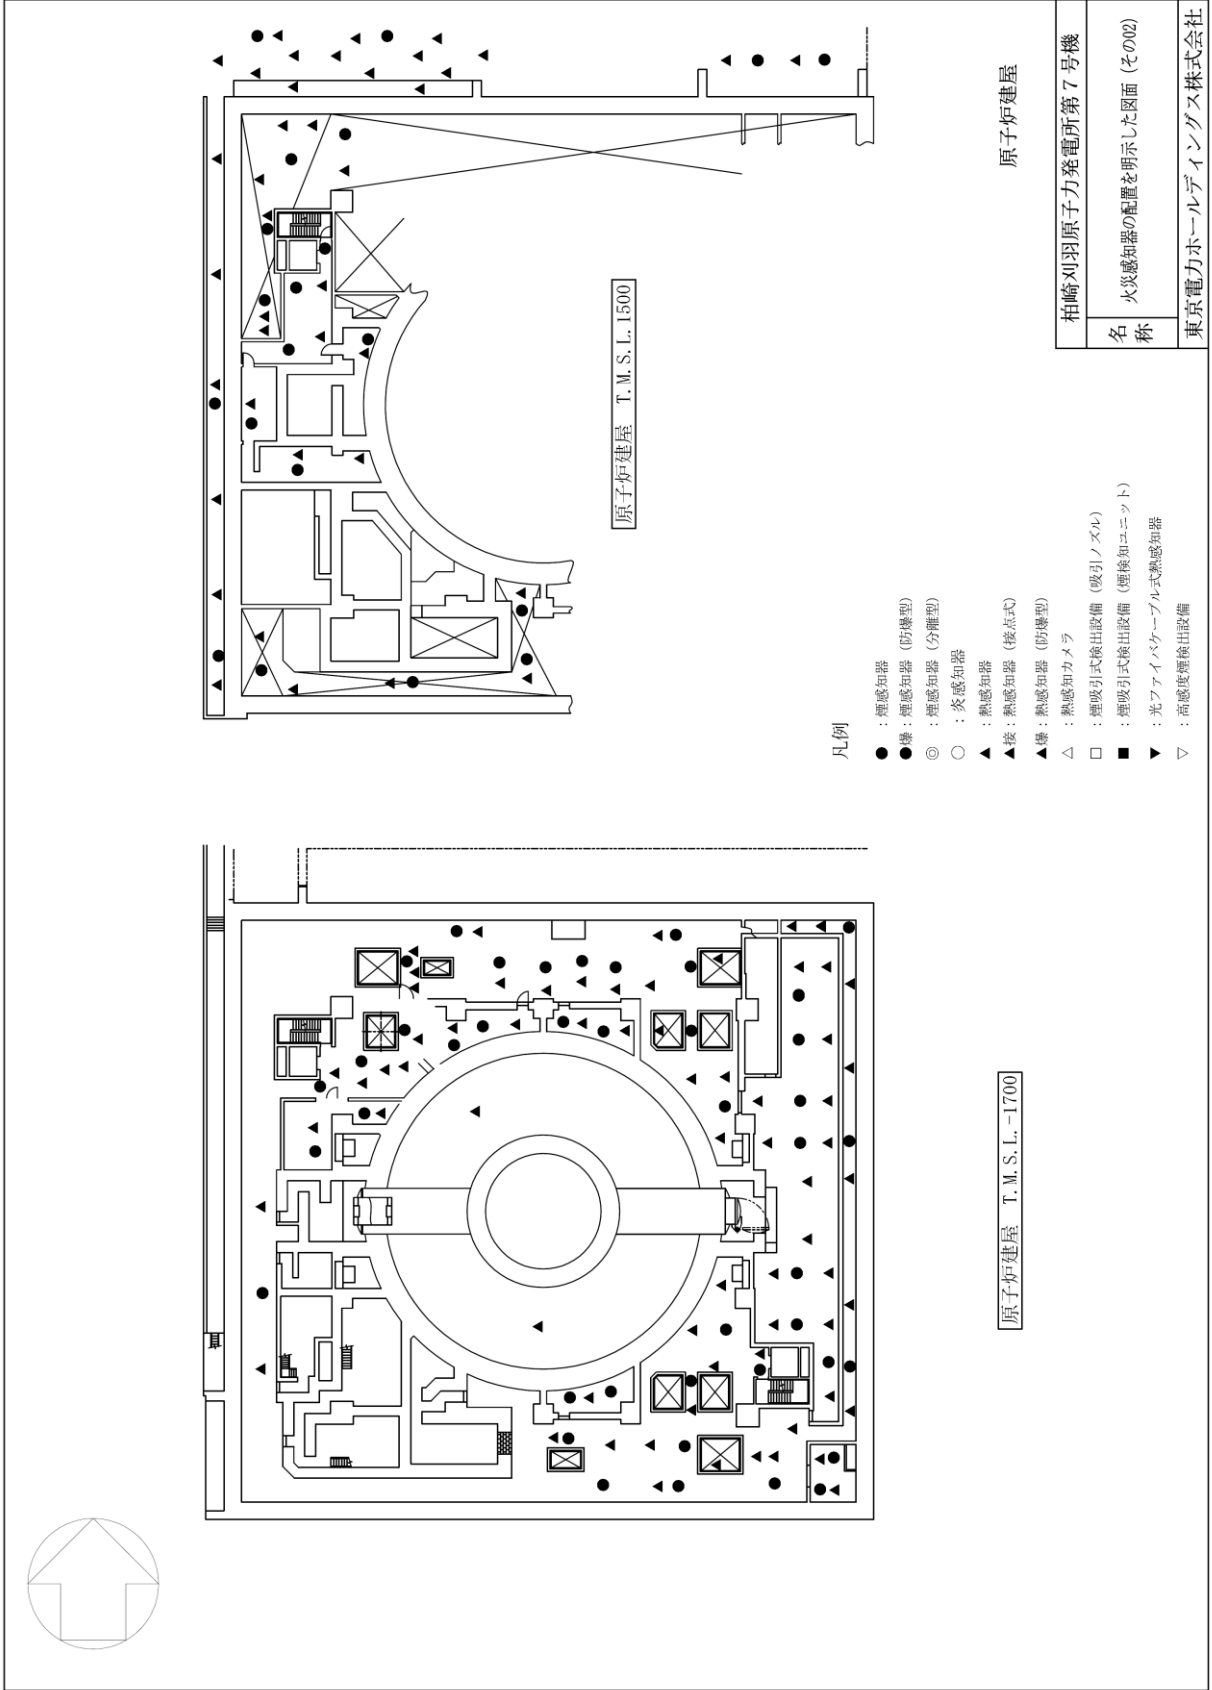 原子炉建屋 T.M.S.L.-1700
原子炉建屋 T.M.S.L.1500
凡例
● ：煙感知器
●爆：煙感知器（防爆型）
◎ ：煙感知器（分離型）
○ ：炎感知器
▲ ：熱感知器
▲接：熱感知器（接点式）
▲爆：熱感知器（防爆型）
△ ：熱感知カメラ
□ ：煙吸引式検出設備（吸引ノズル）
■ ：煙吸引式検出設備（煙検知ユニット）
▼ ：光ファイバケーブル式熱感知器
▽ ：高感度煙検出設備
原子炉建屋
柏崎刈羽原子力発電所第７号機
名称
火災感知器の配置を明示した図面（その02）
東京電力ホールディングス株式会社